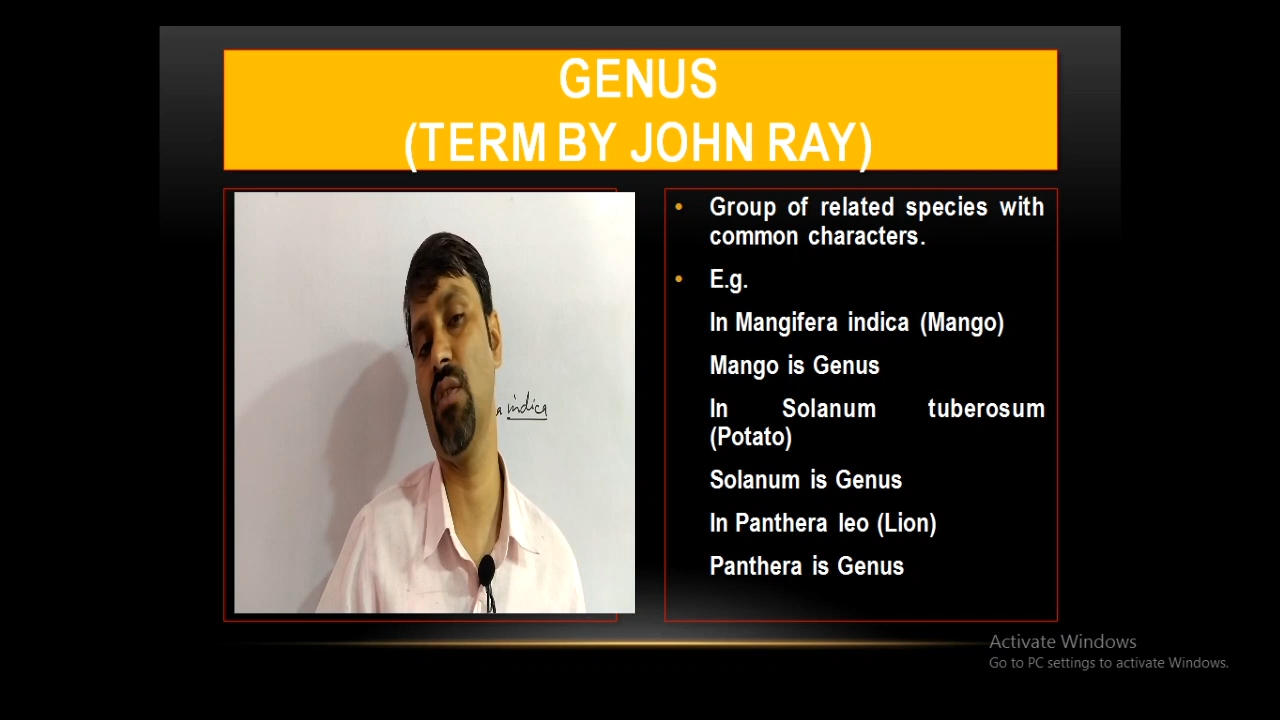 GENUS
(TERM BY JOHN RAY)
indica
• Group of related species with
common characters.
• E.g.
In Mangifera indica (Mango)
Mango is Genus
In Solanum tuberosum
(Potato)
Solanum is Genus
In Panthera leo (Lion)
Panthera is Genus
Activate Windows
Go to PC settings to activate Windows.